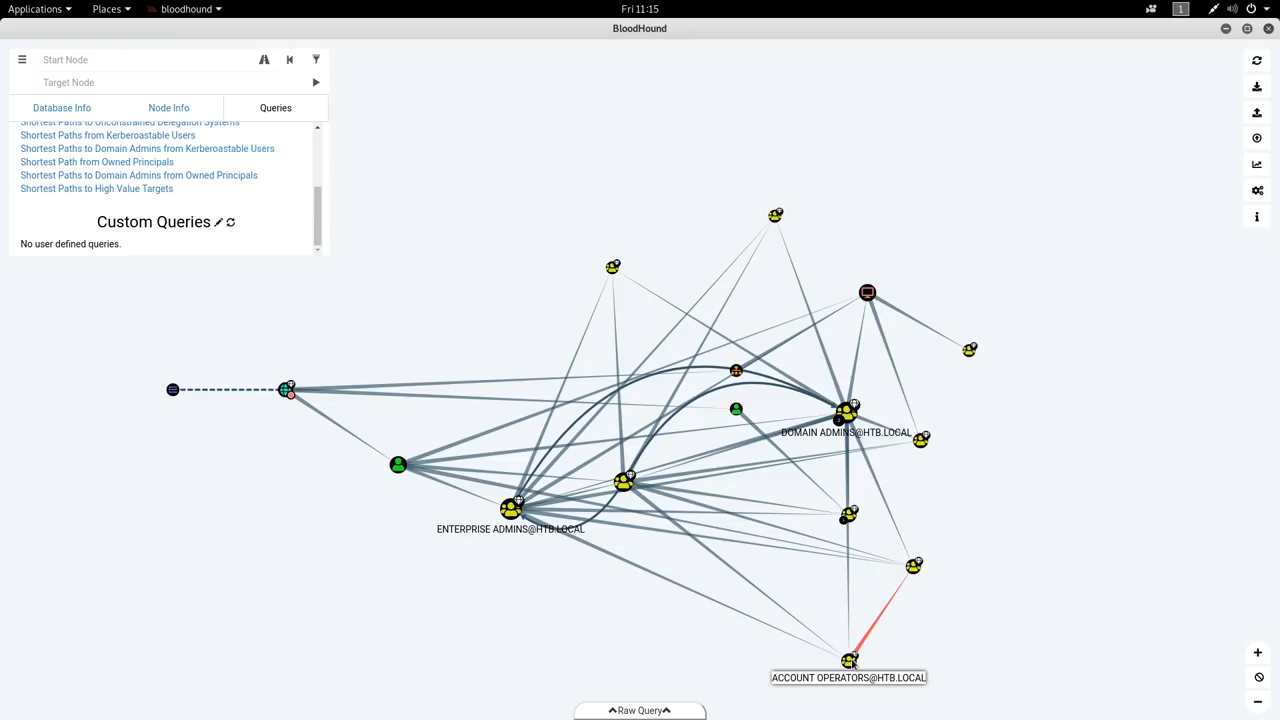 Applications
Places
bloodhound
Fri 11:15
1
BloodHound
Start Node
Target Node
Database Info
Node Info
Queries
Shortest Paths to Unconstrained Delegation Systems
Shortest Paths from Kerberoastable Users
Shortest Paths to Domain Admins from Kerberoastable Users
Shortest Path from Owned Principals
Shortest Paths to Domain Admins from Owned Principals
Shortest Paths to High Value Targets
Custom Queries
No user defined queries.
DOMAIN ADMINS@HTB.LOCAL
ENTERPRISE ADMINS@HTB.LOCAL
ACCOUNT OPERATORS@HTB.LOCAL
Raw Query